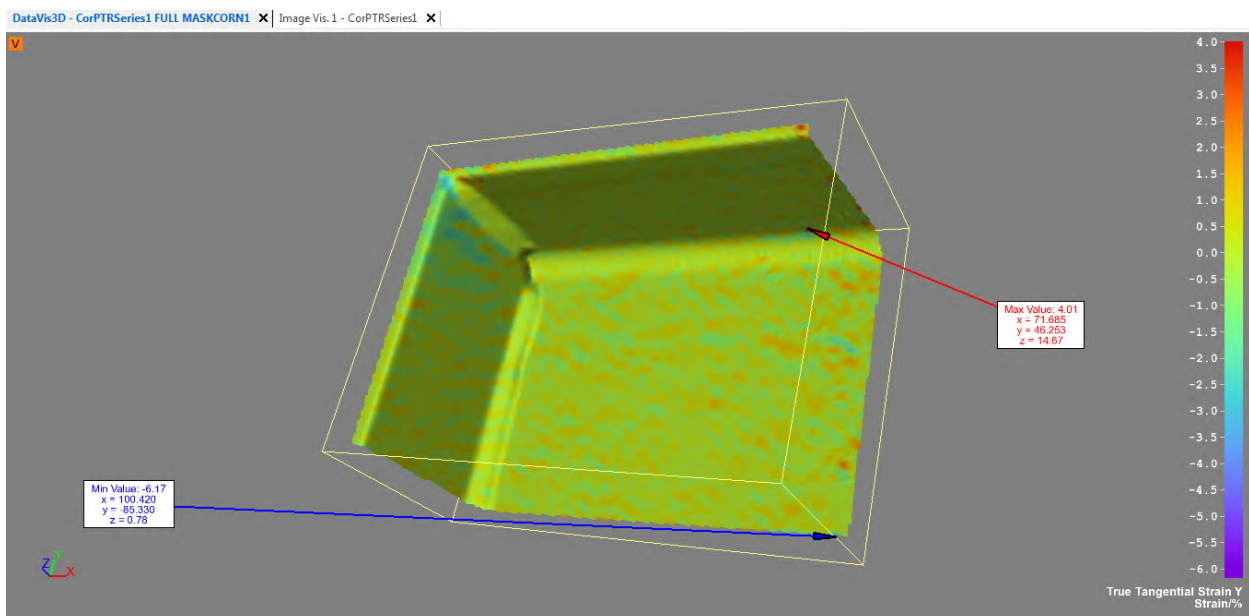 DataVis3D - CorPTRSeries1 FULL MASKCORN1 X Image Vis. 1 - CorPTRSeries1 X
V
4.0
3.5
3.0
2.5
2.0
1.5
1.0
0.5
0.0
-0.5
-1.0
-1.5
-2.0
-2.5
-3.0
-3.5
-4.0
-4.5
-5.0
-5.5
-6.0
Max Value: 4.01
x = 71.685
y = 46.253
z = 14.67
Min Value: -6.17
x = 100.420
y = -85.330
z = 0.78
Z Y X
True Tangential Strain Y
Strain/%